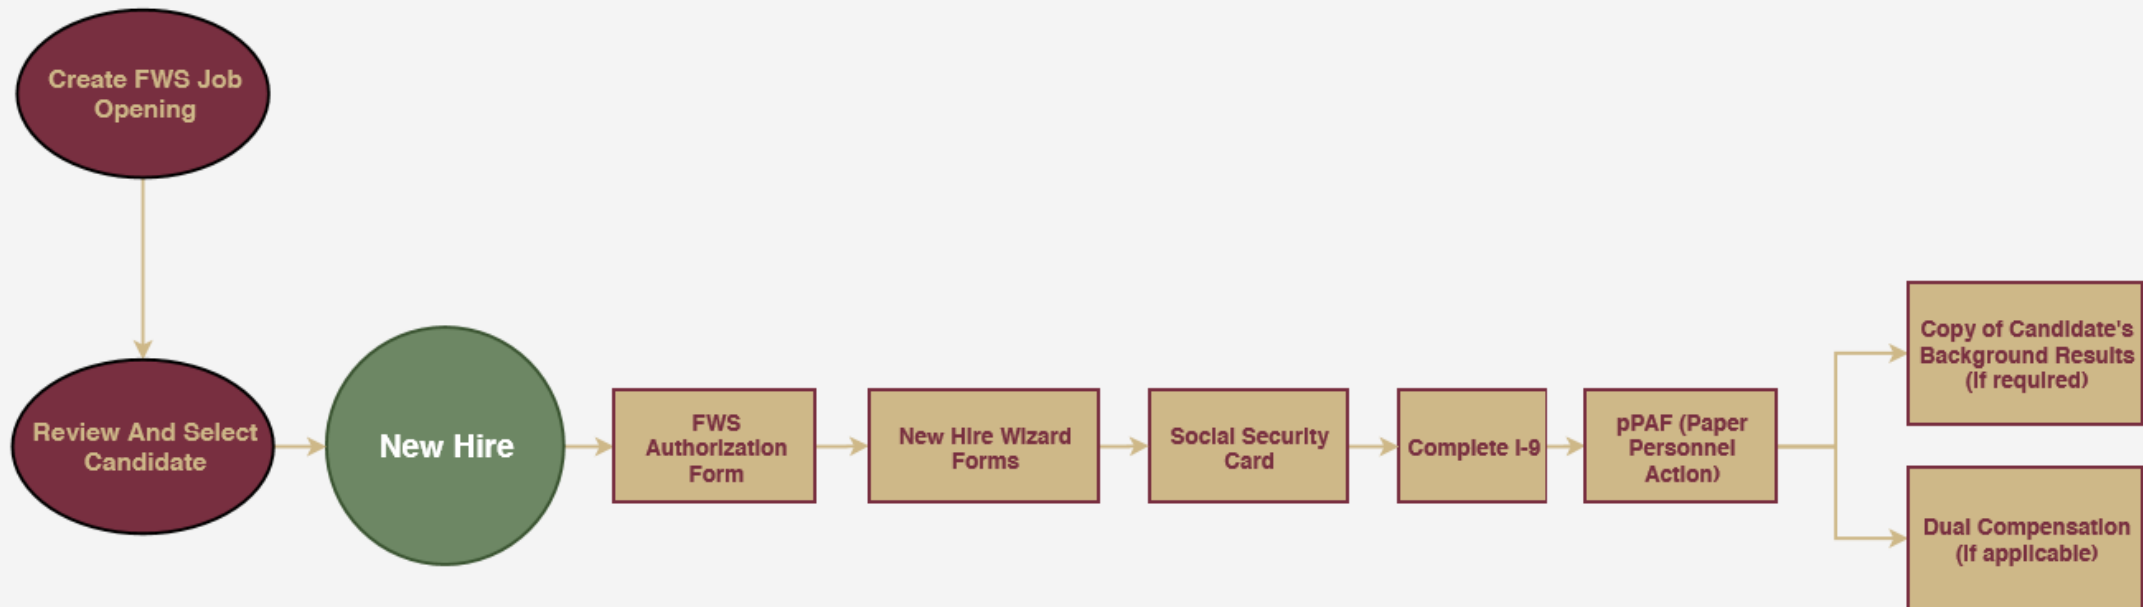 Create FWS Job
Opening
Review And Select
Candidate
New Hire
FWS
Authorization
Form
New Hire Wizard
Forms
Social Security
Card
Complete I-9
pPAF (Paper
Personnel
Action)
Copy of Candidate's
Background Results
(if required)
Dual Compensation
(if applicable)